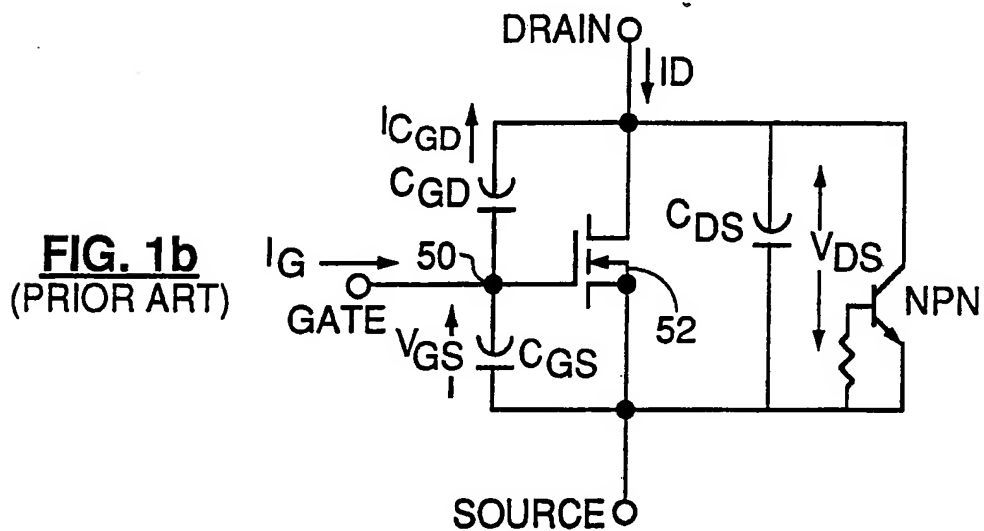 DRAIN
ID
ICGD
CGD
CDS
VDS
FIG. 1b
(PRIOR ART)
IG
50
GATE
52
NPN
VGS
CGS
SOURCE